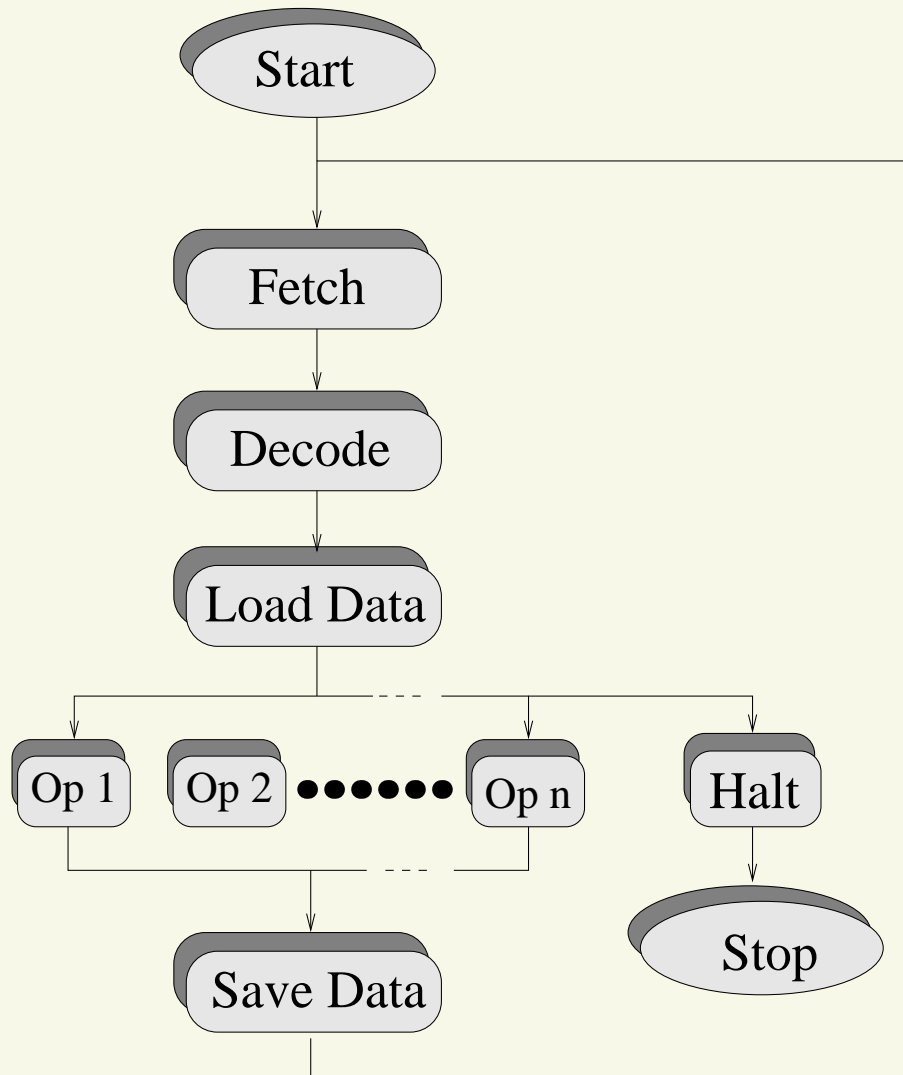 Start
Fetch
Decode
Load Data
Op 1
Op 2
Op n
Halt
Stop
Save Data